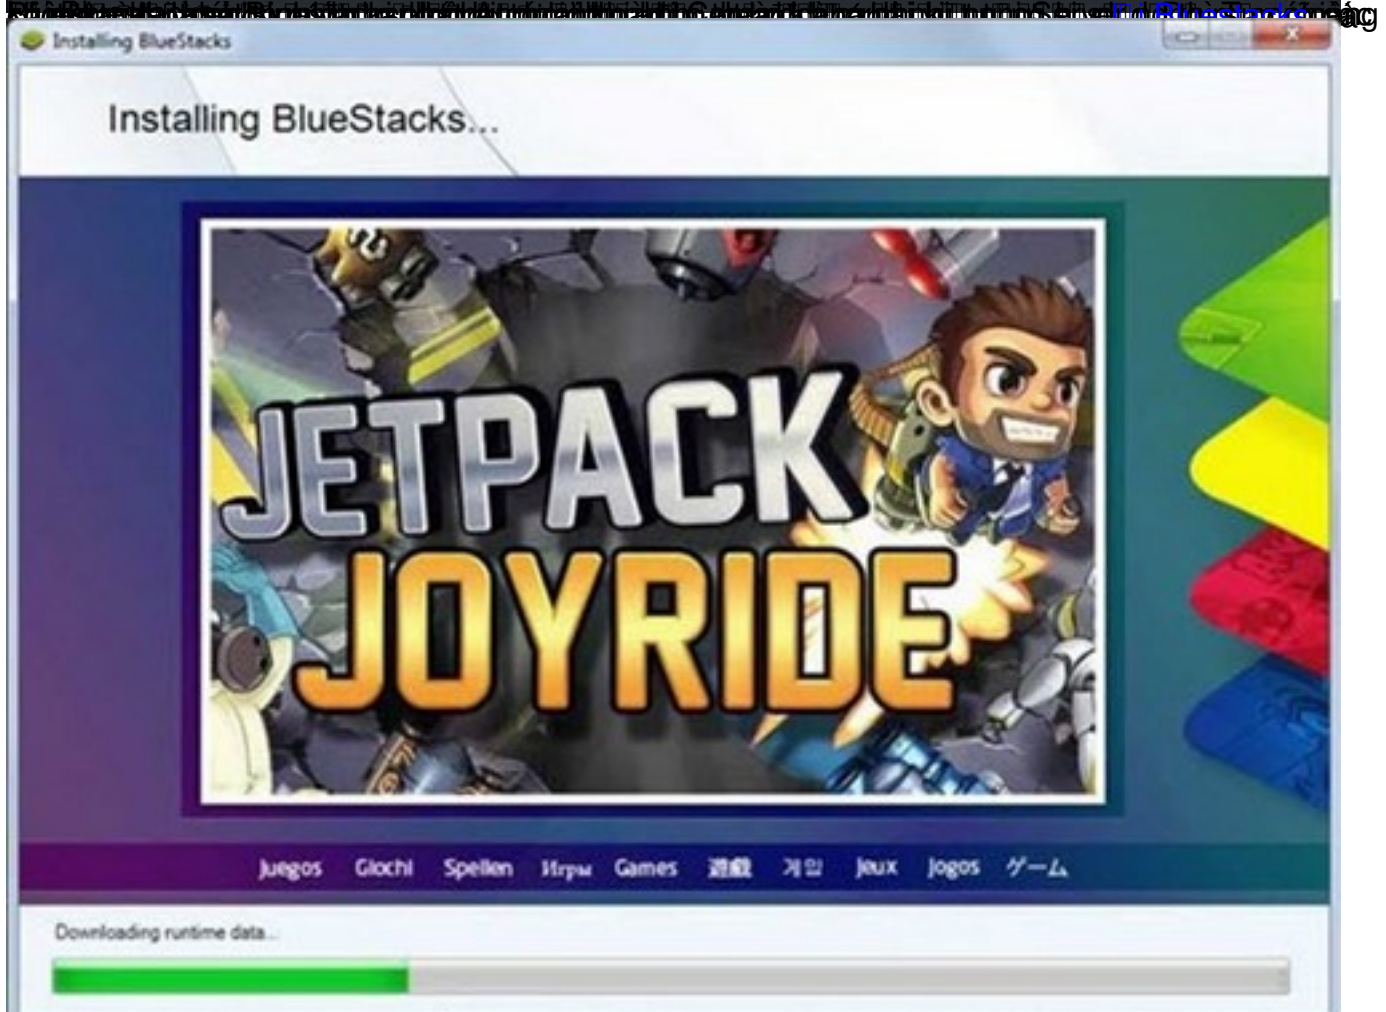 Bluestacks
Installing BlueStacks
Installing BlueStacks...
JETPACK
JOYRIDE
Juegos Giochi Spellen Игры Games 遊戲 게임 Jeux Jogos ゲーム
Downloading runtime data...